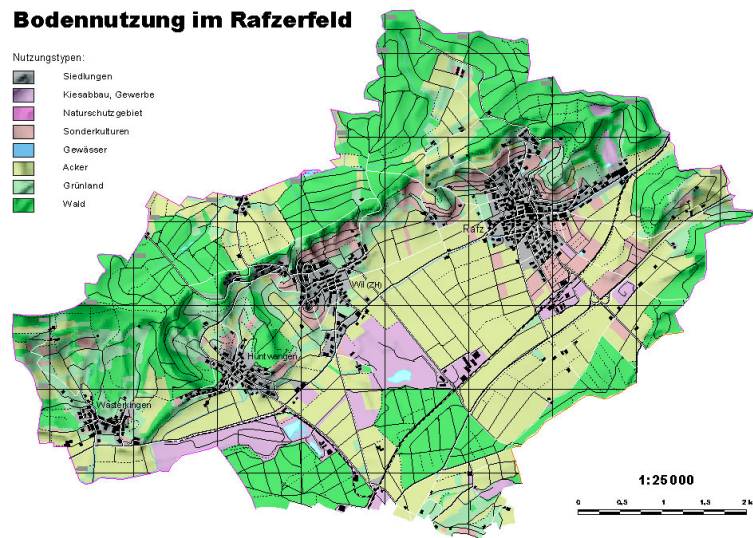 Bodennutzung im Rafzerfeld
Nutzungstypen:
Siedlungen
Kiesabbau, Gewerbe
Naturschutzgebiet
Sonderkulturen
Gewässer
Acker
Grünland
Wald
Rafz
Wil (ZH)
Hüntwangen
Wasterkingen
1:25000
0 0.5 1 1.5 2 k